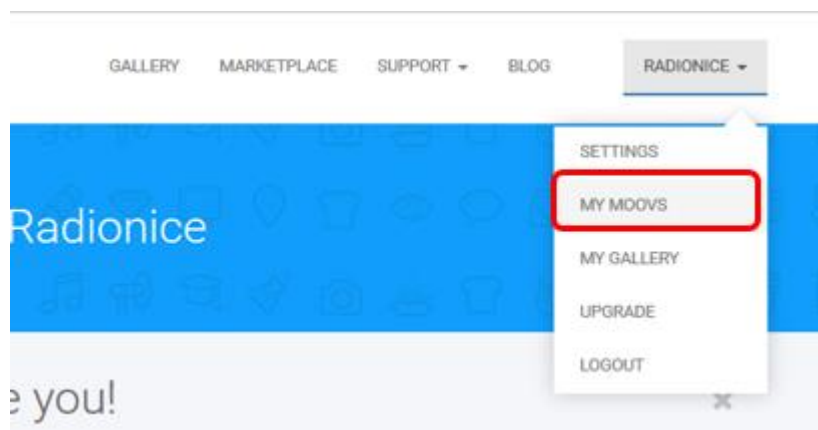 GALLERY MARKETPLACE SUPPORT BLOG RADIONICE
SETTINGS
MY MOOVS
Radionice
MY GALLERY
UPGRADE
LOGOUT
e you!